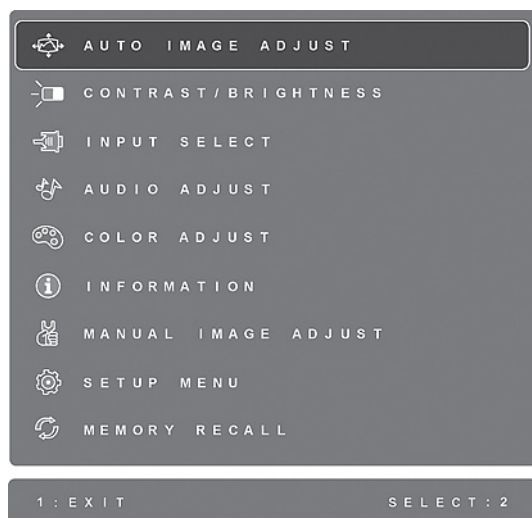 AUTO IMAGE ADJUST
CONTRAST/BRIGHTNESS
INPUT SELECT
AUDIO ADJUST
COLOR ADJUST
INFORMATION
MANUAL IMAGE ADJUST
SETUP MENU
MEMORY RECALL
1:EXIT SELECT:2